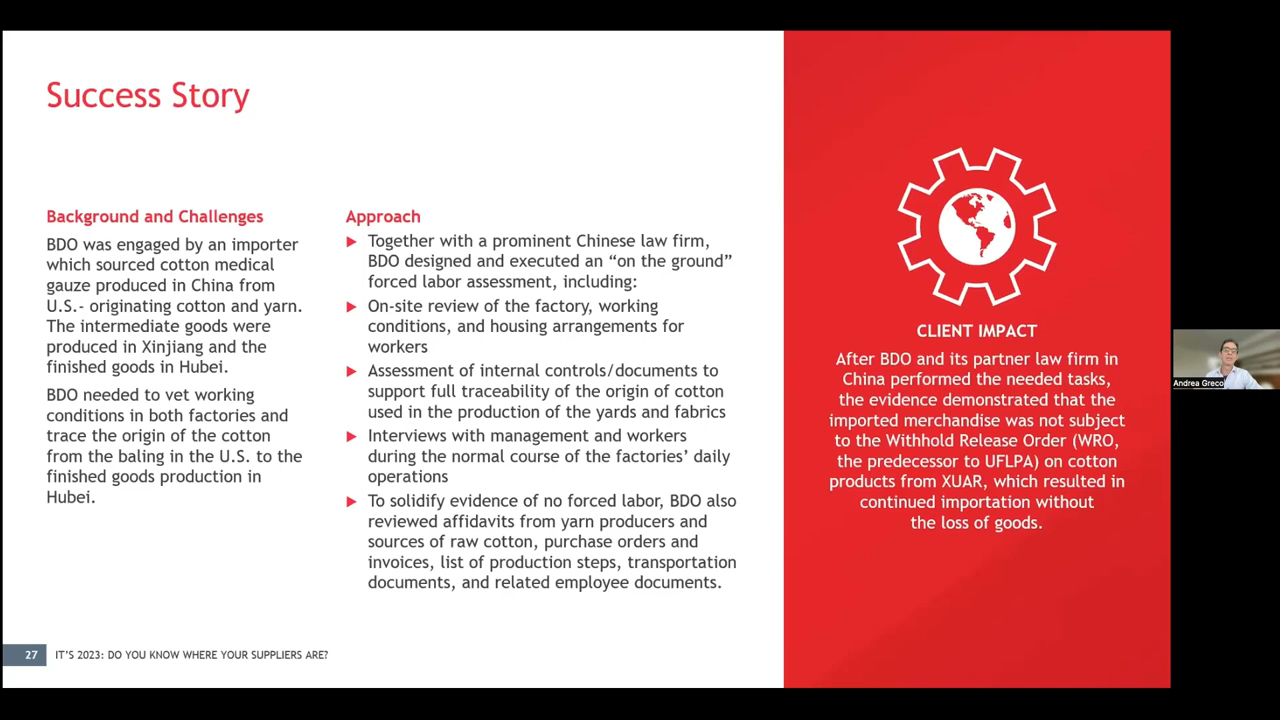 Success Story
Background and Challenges
BDO was engaged by an importer
which sourced cotton medical
gauze produced in China from
U.S.- originating cotton and yarn.
The intermediate goods were
produced in Xinjiang and the
finished goods in Hubei.
BDO needed to vet working
conditions in both factories and
trace the origin of the cotton
from the baling in the U.S. to the
finished goods production in
Hubei.
Approach
Together with a prominent Chinese law firm,
BDO designed and executed an “on the ground”
forced labor assessment, including:
On-site review of the factory, working
conditions, and housing arrangements for
workers
Assessment of internal controls/documents to
support full traceability of the origin of cotton
used in the production of the yards and fabrics
Interviews with management and workers
during the normal course of the factories’ daily
operations
To solidify evidence of no forced labor, BDO also
reviewed affidavits from yarn producers and
sources of raw cotton, purchase orders and
invoices, list of production steps, transportation
documents, and related employee documents.
CLIENT IMPACT
After BDO and its partner law firm in
China performed the needed tasks,
the evidence demonstrated that the
imported merchandise was not subject
to the Withhold Release Order (WRO,
the predecessor to UFLPA) on cotton
products from XUAR, which resulted in
continued importation without
the loss of goods.
Andrea Greco
27 IT’S 2023: DO YOU KNOW WHERE YOUR SUPPLIERS ARE?